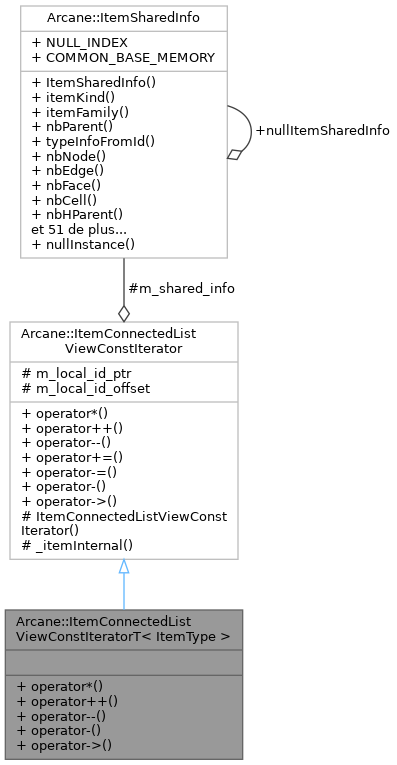 Arcane::ItemSharedInfo
+ NULL_INDEX
+ COMMON_BASE_MEMORY
+ ItemSharedInfo()
+ itemKind()
+ itemFamily()
+ nbParent()
+ typeInfoFromId()
+ nbNode()
+ nbEdge()
+ nbFace()
+ nbCell()
+ nbHParent()
et 51 de plus...
+ nullInstance()
+nullItemSharedInfo
#m_shared_info
Arcane::ItemConnectedList
ViewConstIterator
# m_local_id_ptr
# m_local_id_offset
+ operator*()
+ operator++()
+ operator--()
+ operator+=()
+ operator-=()
+ operator-()
+ operator->()
# ItemConnectedListViewConst
Iterator()
# _itemInternal()
Arcane::ItemConnectedList
ViewConstIteratorT< ItemType >
+ operator*()
+ operator++()
+ operator--()
+ operator-()
+ operator->()